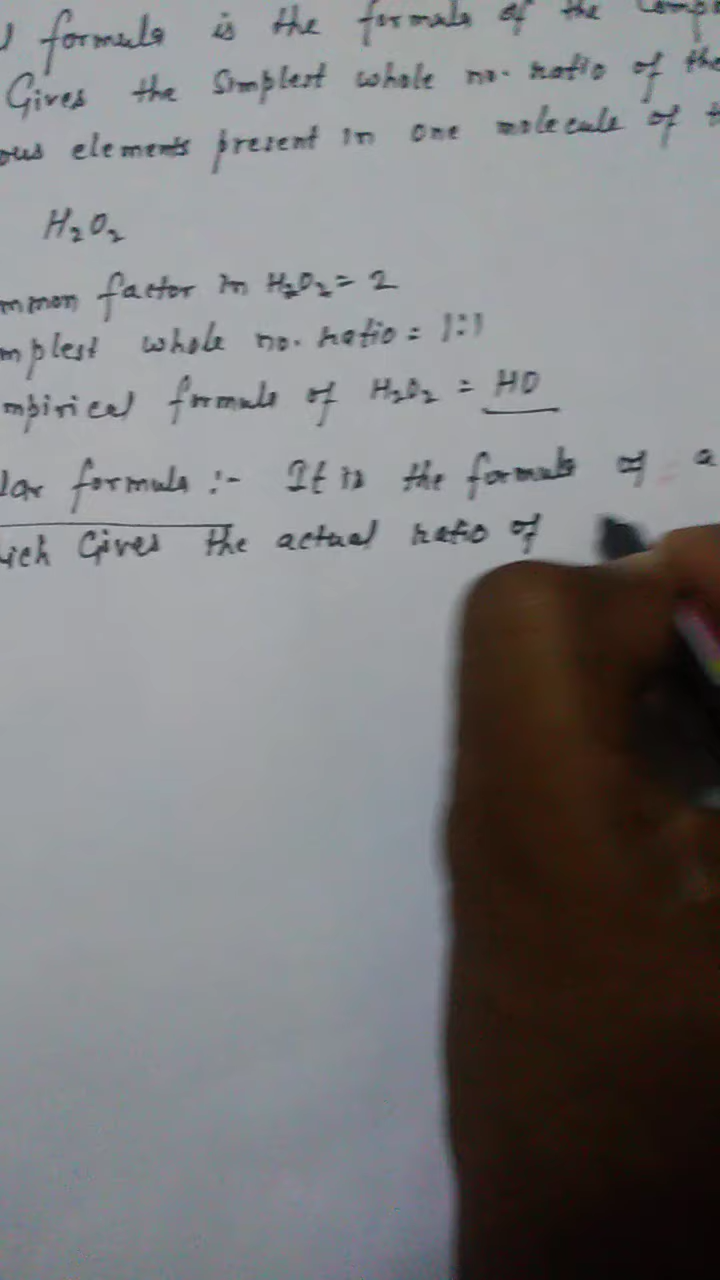 formula is the formula of the
Gives the Simplest whole no. ratio of the
elements present in one molecule of
H₂O₂
factor in H₂O₂ = 2
whole no. ratio = 1:1
formula of H₂O₂ = HO
formula :- It is the formula of a
Gives the actual ratio of